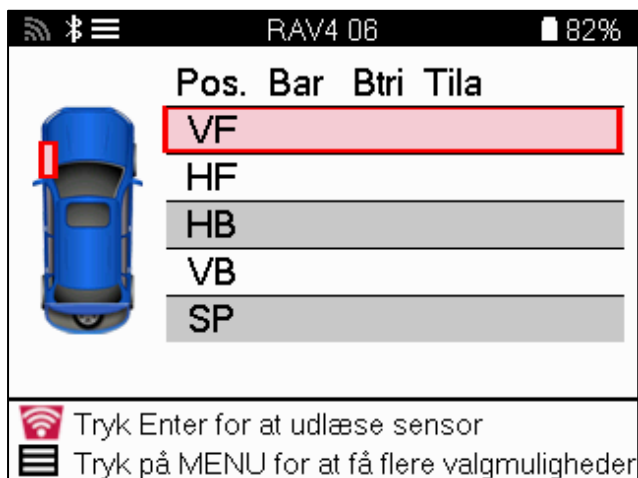 RAV4 06 82%
Pos. Bar Btri Tila
VF
HF
HB
VB
SP
Tryk Enter for at udlæse sensor
Tryk på MENU for at få flere valgmuligheder